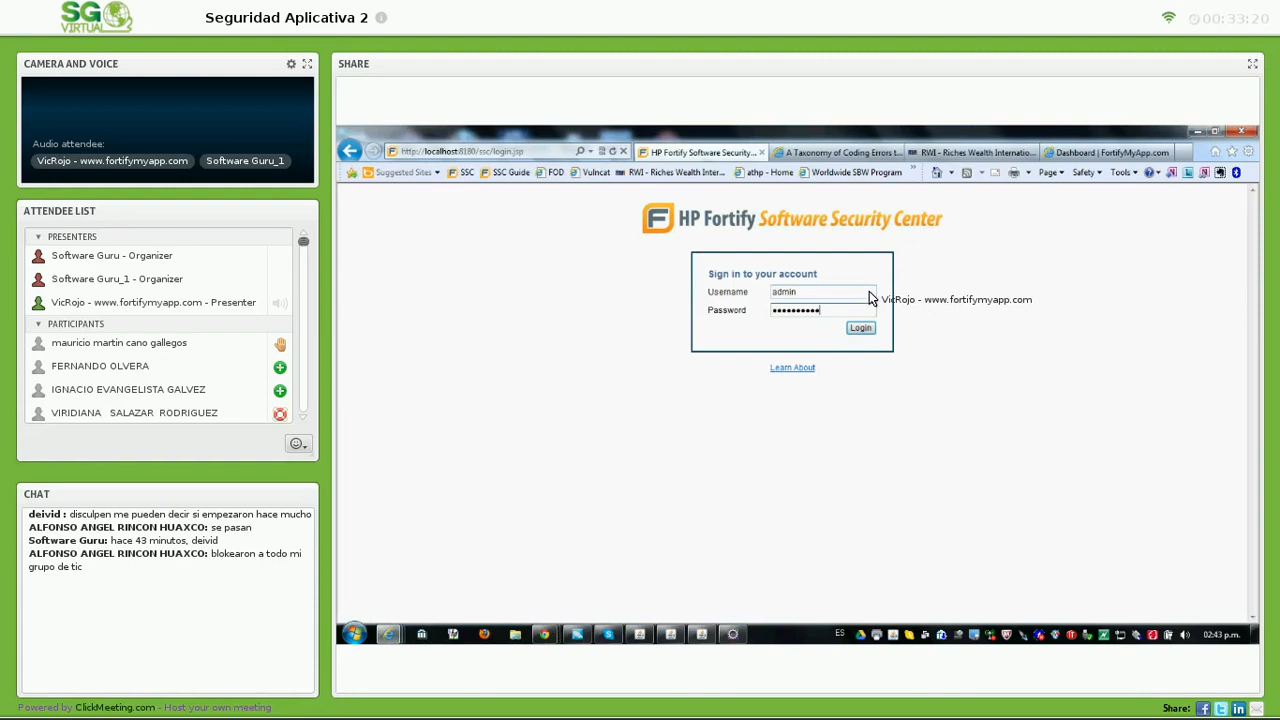 SG
VIRTUAL
Seguridad Aplicativa 2
00:33:20
CAMERA AND VOICE
Audio attendee:
VicRojo - www.fortifymyapp.com
Software Guru_1
ATTENDEE LIST
PRESENTERS
Software Guru - Organizer
Software Guru_1 - Organizer
VicRojo - www.fortifymyapp.com - Presenter
PARTICIPANTS
mauricio martin cano gallegos
FERNANDO OLVERA
IGNACIO EVANGELISTA GALVEZ
VIRIDIANA SALAZAR RODRIGUEZ
CHAT
deivid : disculpen me pueden decir si empezaron hace mucho
ALFONSO ANGEL RINCON HUAXCO: se pasan
Software Guru: hace 43 minutos, deivid
ALFONSO ANGEL RINCON HUAXCO: blokearon a todo mi
grupo de tic
SHARE
http://localhost:8180/ssc/login.jsp
HP Fortify Software Security...
A Taxonomy of Coding Errors t...
RWI - Riches Wealth Internatio...
Dashboard | FortifyMyApp.com
Suggested Sites
SSC
SSC Guide
FOD
Vulncat
RWI - Riches Wealth Inter...
athp - Home
Worldwide SBW Program
Page
Safety
Tools
HP Fortify Software Security Center
Sign in to your account
Username admin
VicRojo - www.fortifymyapp.com
Password ••••••••••
Login
Learn About
ES
02:43 p.m.
Powered by ClickMeeting.com - Host your own meeting
Share: